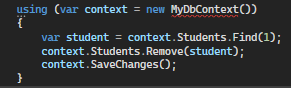 using (var context = new MyDbContext())
{
    var student = context.Students.Find(1);
    context.Students.Remove(student);
    context.SaveChanges();
}